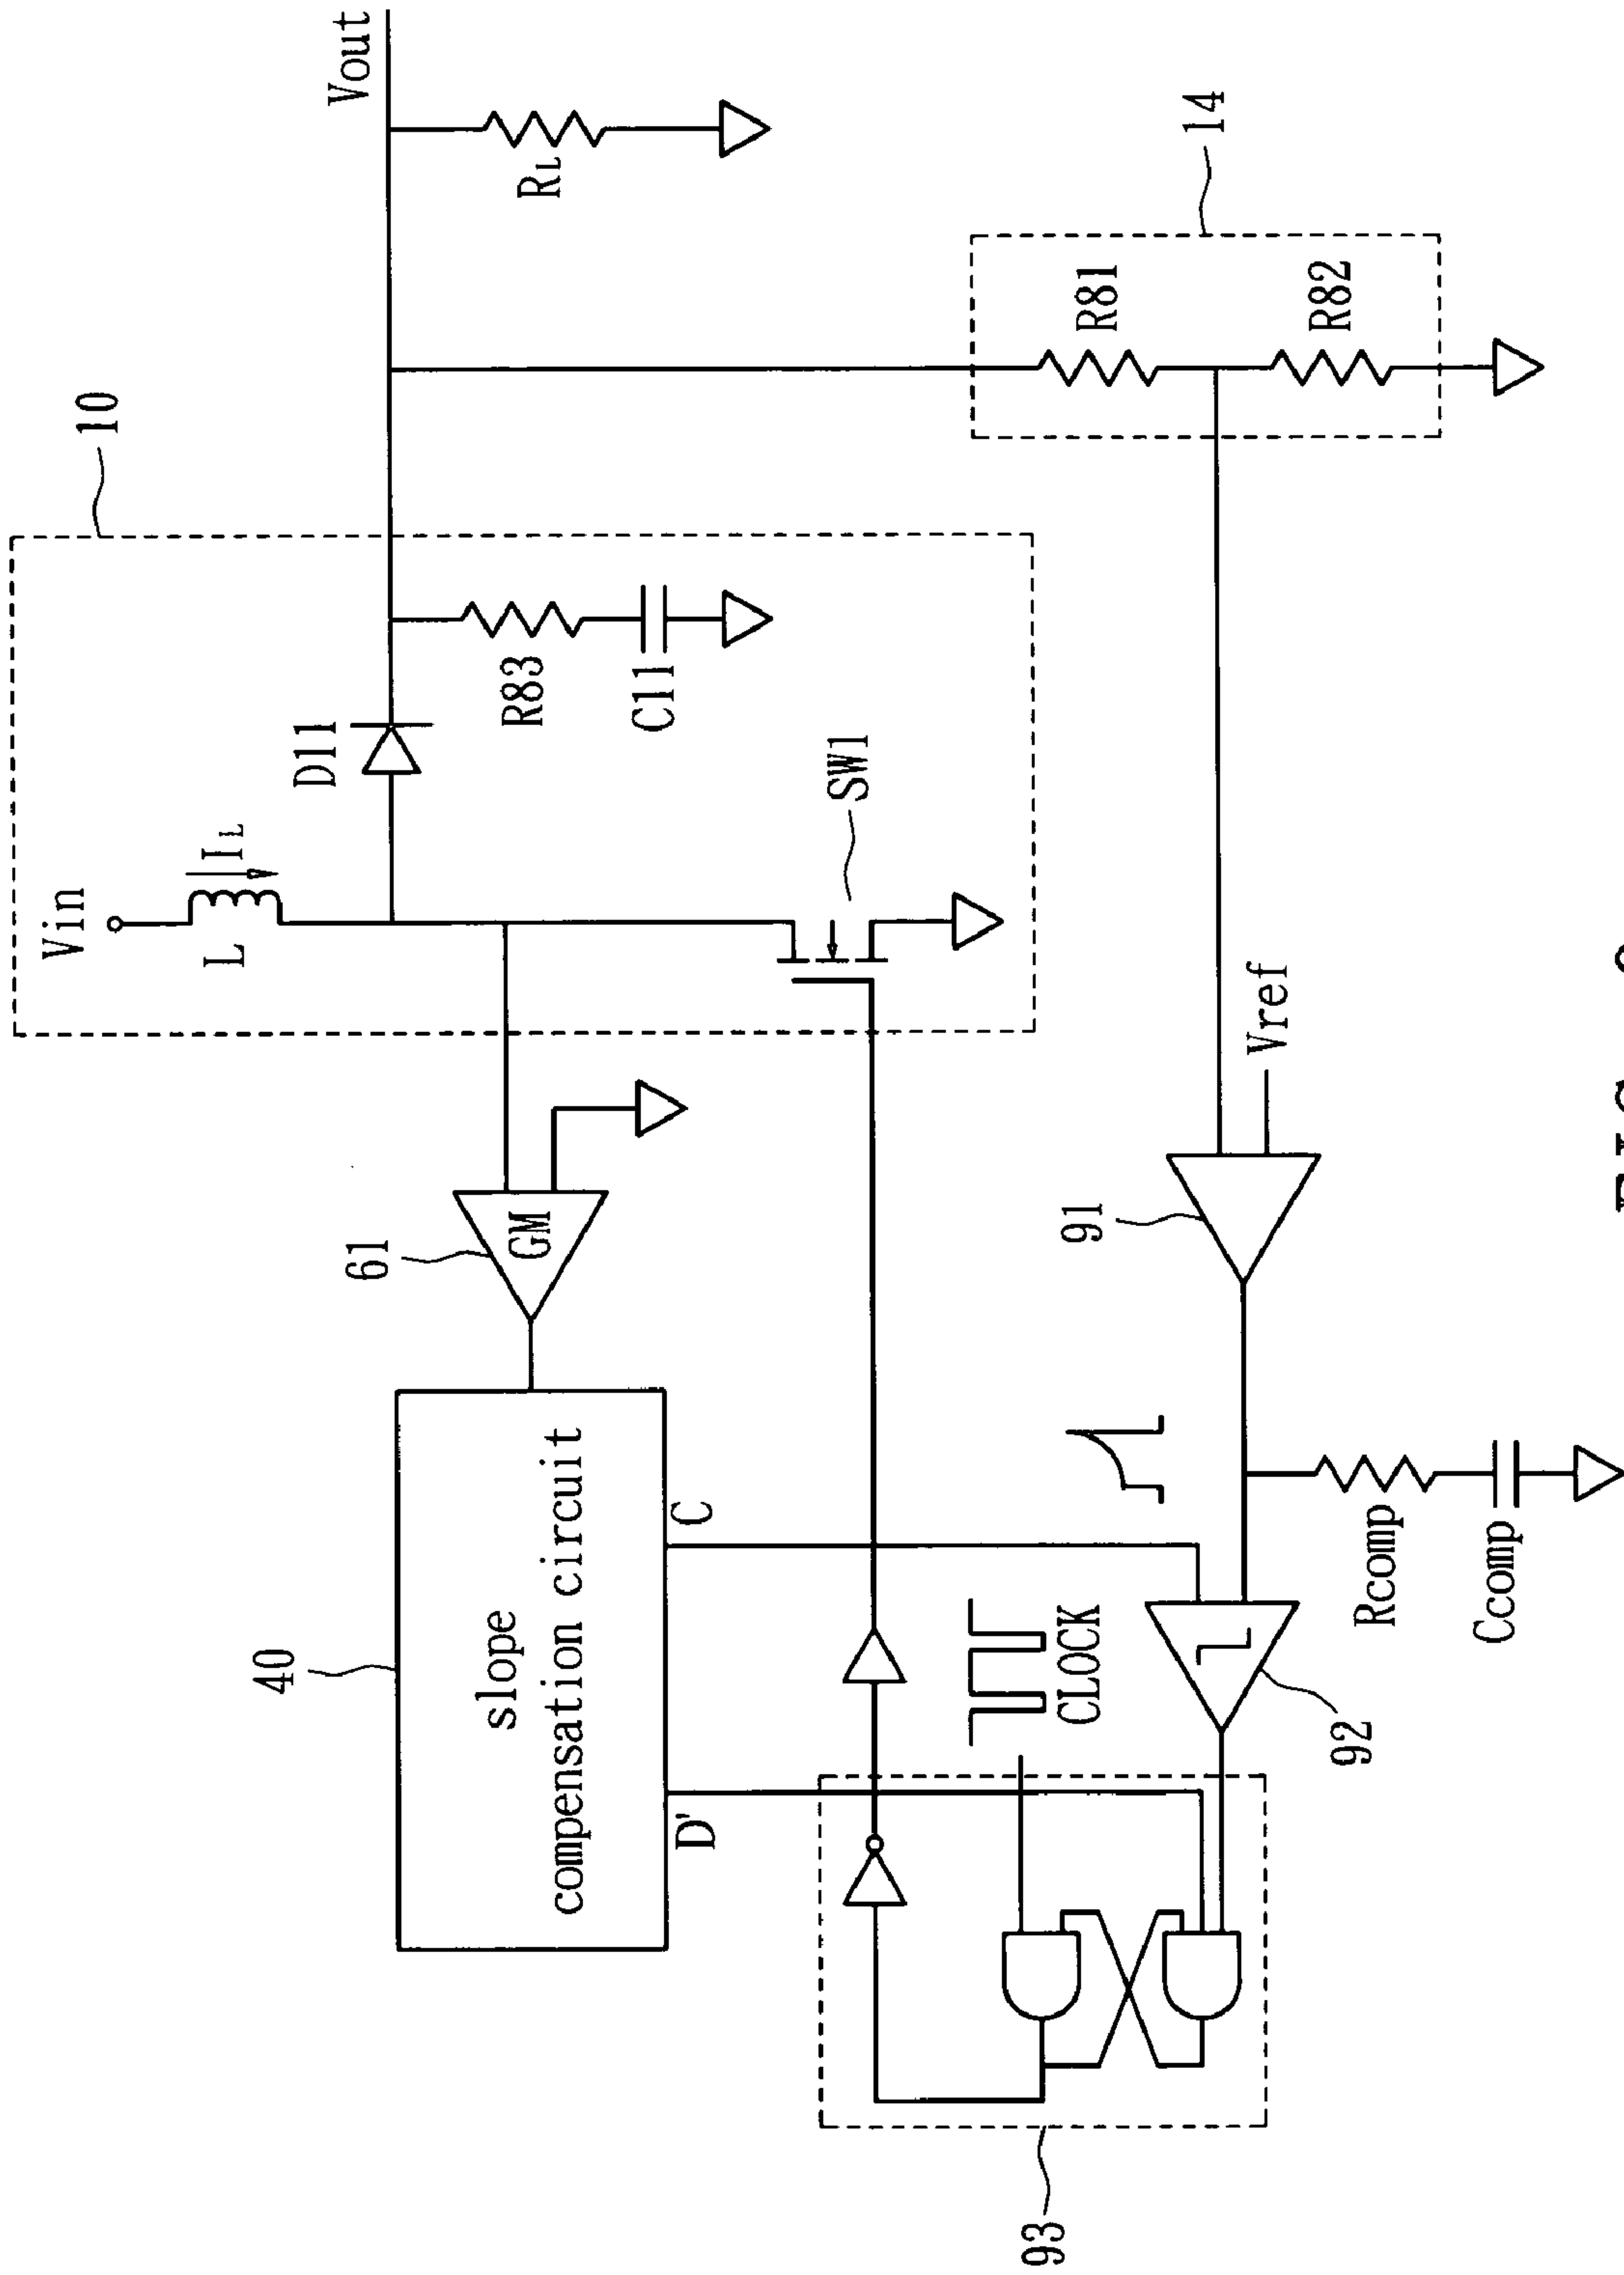 10
Vin
L
IL
D11
Vout
RL
R83
C11
SW1
14
R81
R82
61
GM
40
slope
compensation circuit
C
D'
CLOCK
91
Vref
92
Rcomp
Ccomp
93